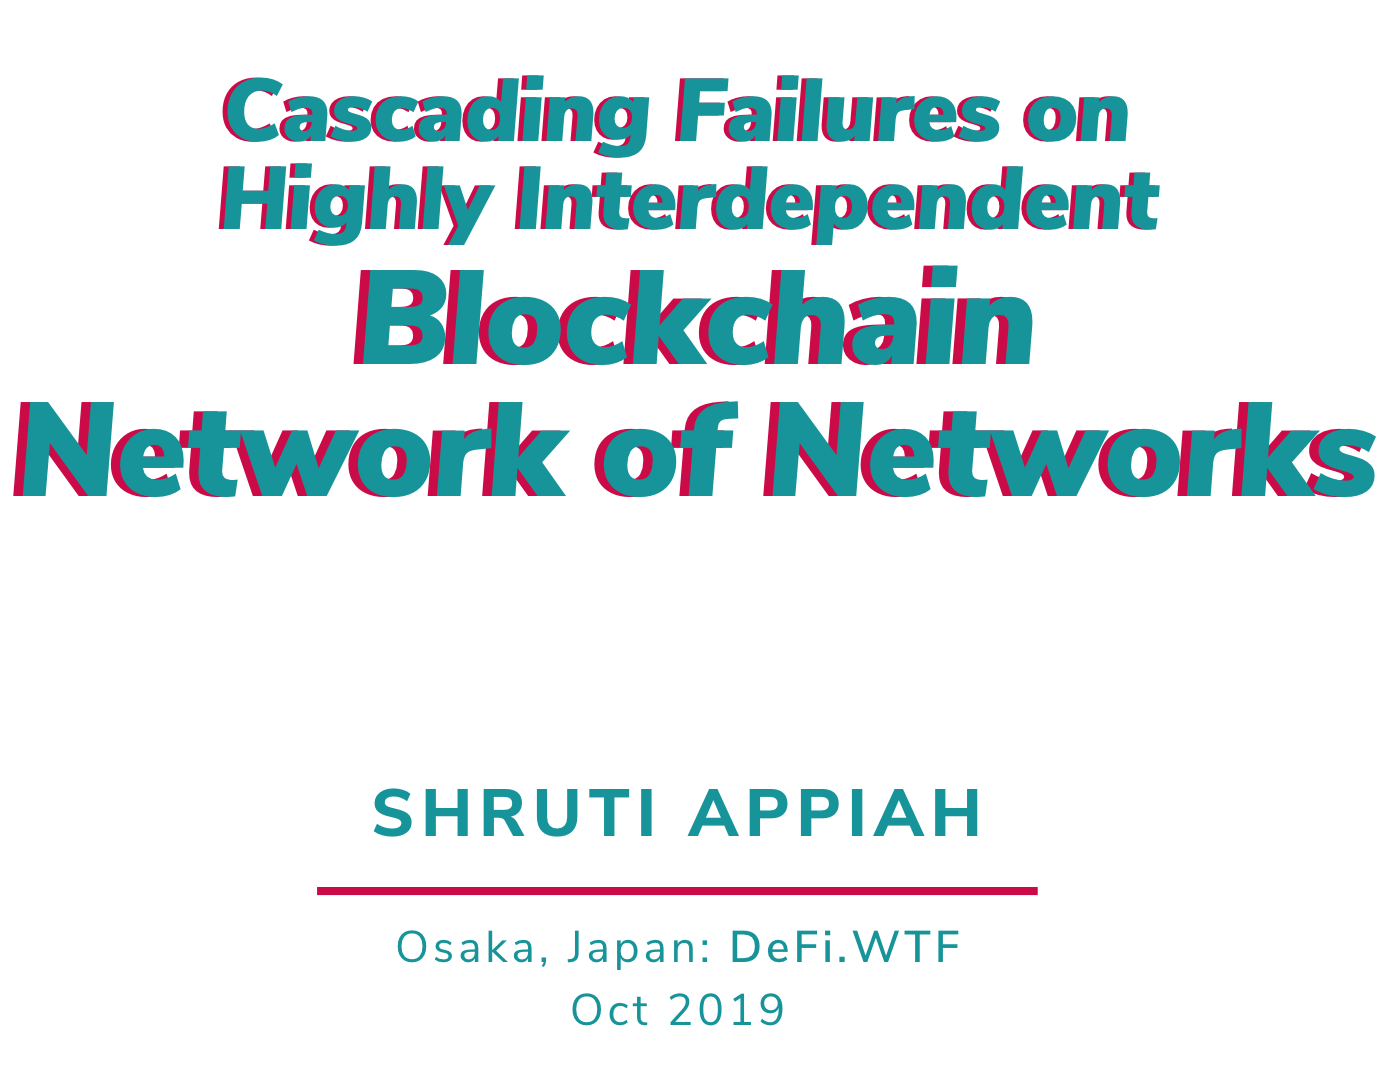 Cascading Failures on
Highly Interdependent
Blockchain
Network of Networks
SHRUTI APPIAH
Osaka, Japan: DeFi.WTF
Oct 2019